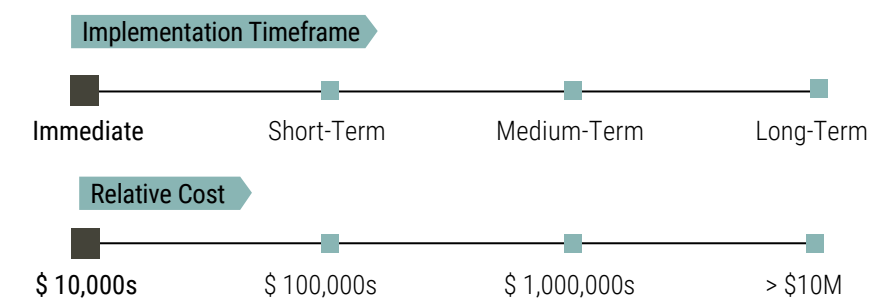 Implementation Timeframe
Immediate Short-Term Medium-Term Long-Term
Relative Cost
$ 10,000s $ 100,000s $ 1,000,000s > $10M